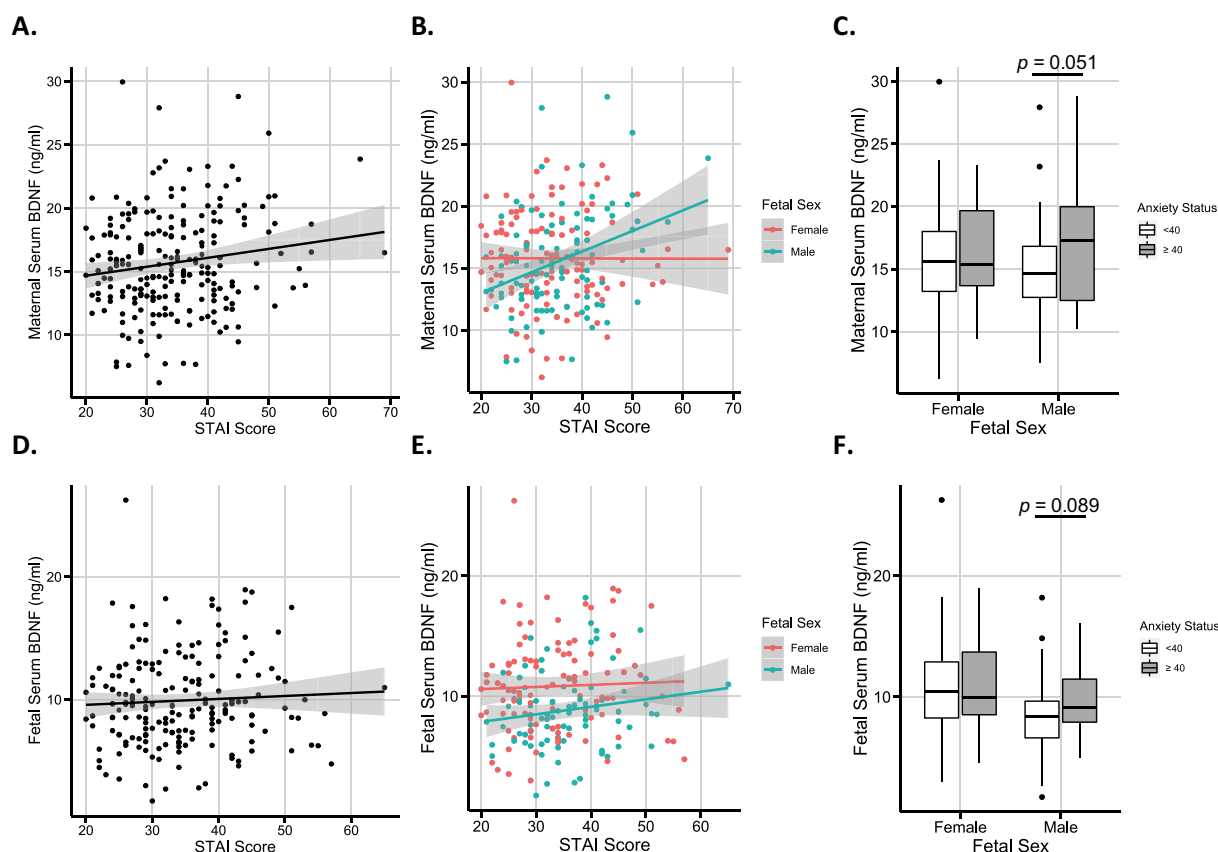 A.
Maternal Serum BDNF (ng/ml)
30
25
20
15
10
20 30 40 50 60 70
STAI Score
B.
Maternal Serum BDNF (ng/ml)
30
25
20
15
10
20 30 40 50 60 70
STAI Score
Fetal Sex
Female
Male
C.
p = 0.051
Maternal Serum BDNF (ng/ml)
30
25
20
15
10
Female Male
Fetal Sex
Anxiety Status
<40
≥ 40
D.
Fetal Serum BDNF (ng/ml)
20
10
20 30 40 50 60
STAI Score
E.
Fetal Serum BDNF (ng/ml)
20
10
0
20 30 40 50 60
STAI Score
Fetal Sex
Female
Male
F.
p = 0.089
Fetal Serum BDNF (ng/ml)
20
10
0
Female Male
Fetal Sex
Anxiety Status
<40
≥ 40